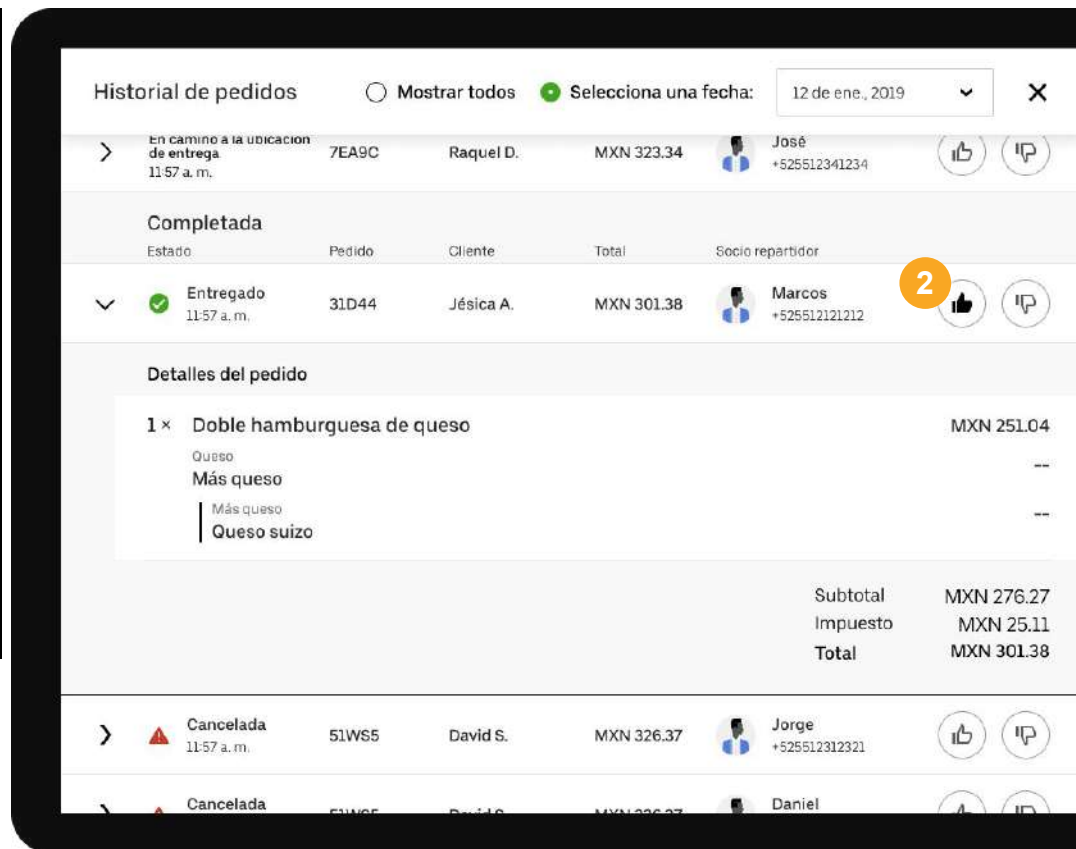 Historial de pedidos Mostrar todos Selecciona una fecha: 12 de ene., 2019
En camino a la ubicación
de entrega
11:57 a. m.
7EA9C Raquel D. MXN 323.34 José
+525512341234
Completada
Estado Pedido Cliente Total Socio repartidor
2
Entregado
11:57 a. m.
31D44 Jésica A. MXN 301.38 Marcos
+525512121212
Detalles del pedido
1 × Doble hamburguesa de queso MXN 251.04
Queso
Más queso --
Más queso
Queso suizo --
Subtotal MXN 276.27
Impuesto MXN 25.11
Total MXN 301.38
Cancelada
11:57 a. m.
51WS5 David S. MXN 326.37 Jorge
+525512312321
Cancelada Daniel